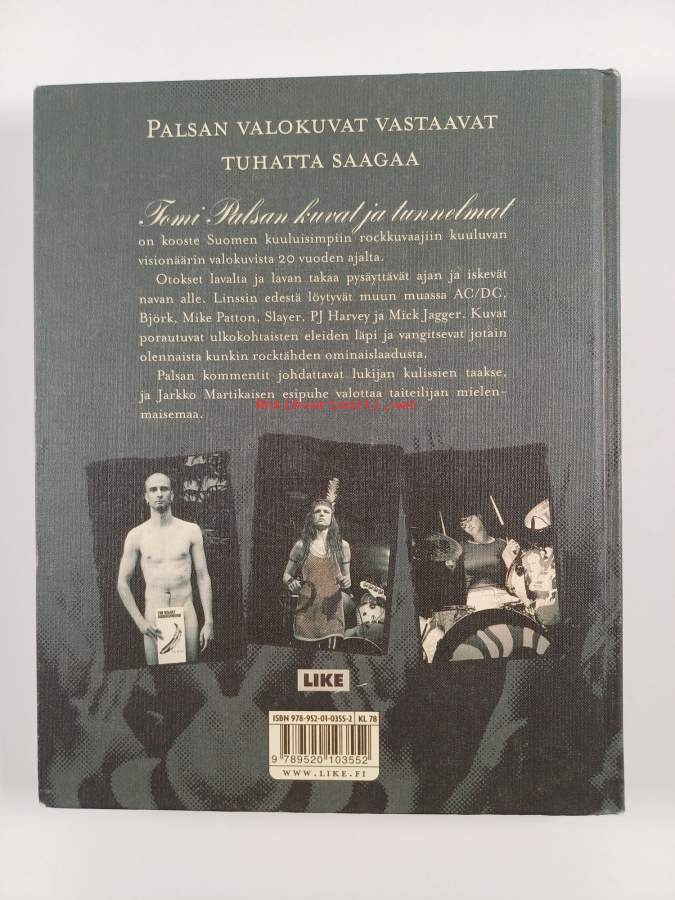 PALSAN VALOKUVAT VASTAAVAT
TUHATTA SAAGAA
Tomi Palsan kuvat ja tunnelmat
on kooste Suomen kuuluisimpiin rockkuvaajiin kuuluvan
visionäärin valokuvista 20 vuoden ajalta.
Otokset lavalta ja lavan takaa pysäyttävät ajan ja iskevät
navan alle. Linssin edestä löytyvät muun muassa AC/DC,
Björk, Mike Patton, Slayer, PJ Harvey ja Mick Jagger. Kuvat
porautuvat ulkokohtaisten eleiden läpi ja vangitsevat jotain
olennaista kunkin rocktähden ominaislaadusta.
Palsan kommentit johdattavat lukijan kulissien taakse,
ja Jarkko Martikaisen esipuhe valottaa taiteilijan mielen-
maisemaa.
THE VELVET
UNDERGROUND
LIKE
ISBN 978-952-01-0355-2 KL 78
9 789520 103552
WWW.LIKE.FI